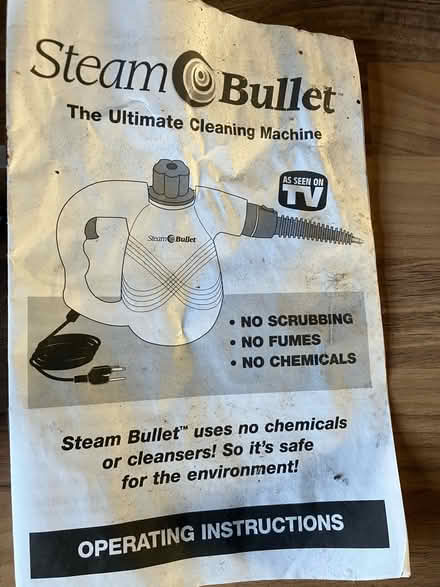 Steam Bullet™
The Ultimate Cleaning Machine
AS SEEN ON
TV
Steam Bullet
• NO SCRUBBING
• NO FUMES
• NO CHEMICALS
Steam Bullet™ uses no chemicals
or cleansers! So it's safe
for the environment!
OPERATING INSTRUCTIONS